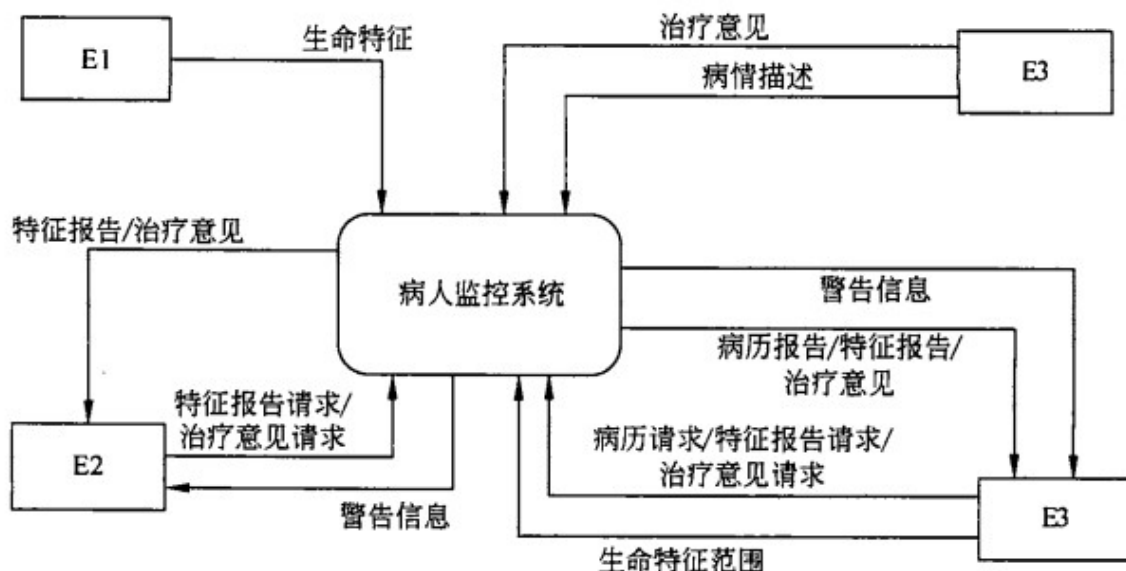 E1
生命特征
治疗意见
病情描述
E3
特征报告/治疗意见
病人监控系统
警告信息
病历报告/特征报告/
治疗意见
特征报告请求/
治疗意见请求
E2
警告信息
病历请求/特征报告请求/
治疗意见请求
E3
生命特征范围